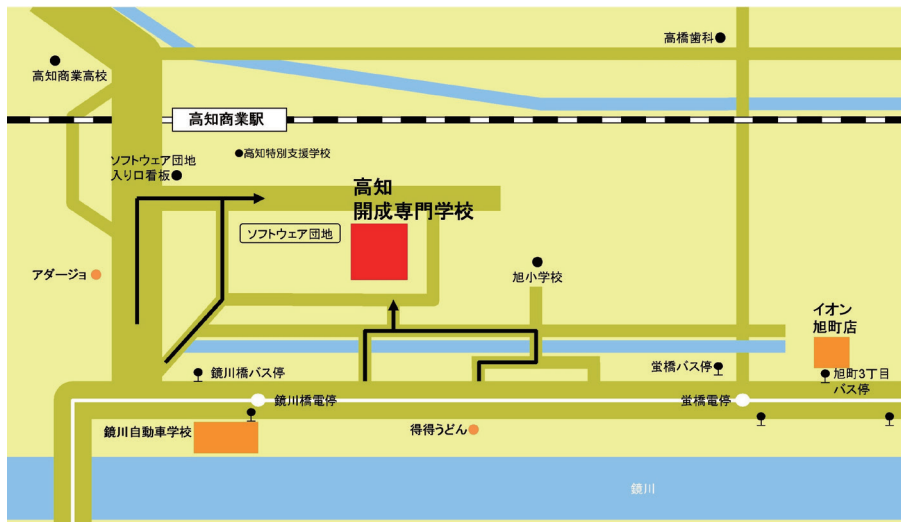 高橋歯科
高知商業高校
高知商業駅
高知特別支援学校
ソフトウェア団地
入り口看板
高知
開成専門学校
ソフトウェア団地
旭小学校
アダージョ
イオン
旭町店
鏡川橋バス停
蛍橋バス停
旭町3丁目
バス停
鏡川橋電停
蛍橋電停
鏡川自動車学校
得得うどん
鏡川